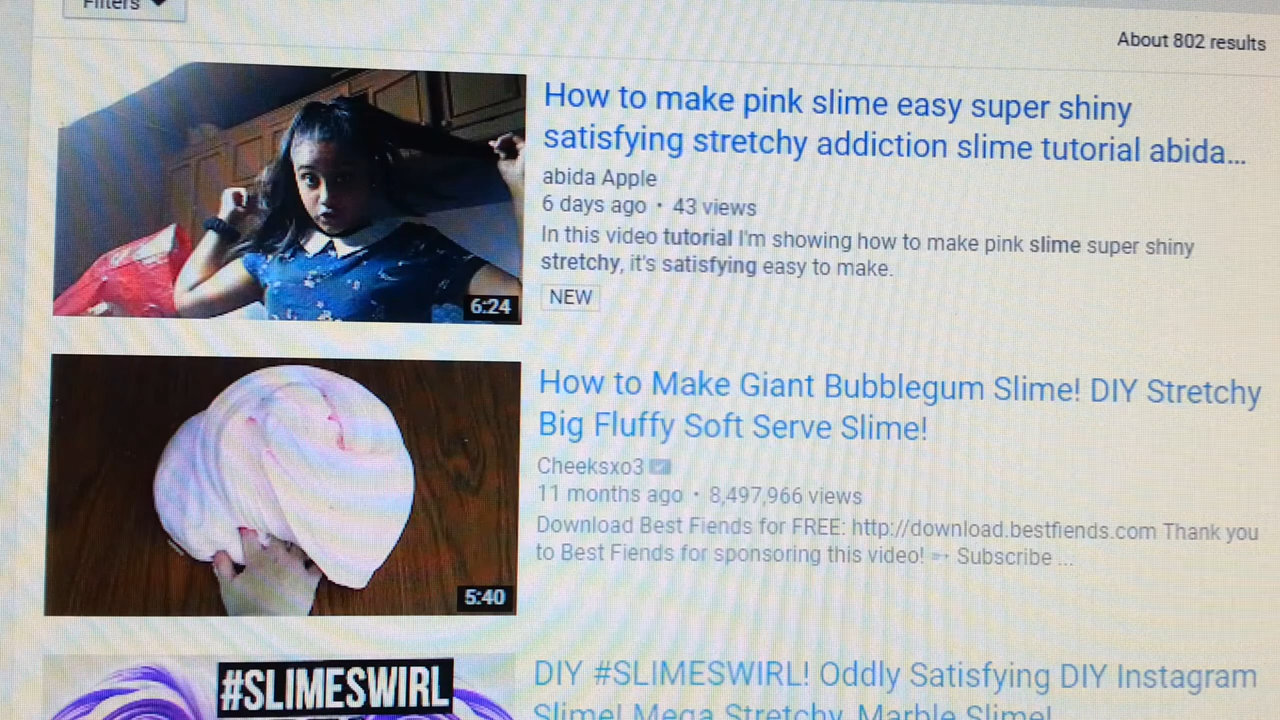 Filters
About 802 results
How to make pink slime easy super shiny
satisfying stretchy addiction slime tutorial abida...
abida Apple
6 days ago • 43 views
In this video tutorial I'm showing how to make pink slime super shiny
stretchy, it's satisfying easy to make.
NEW
6:24
How to Make Giant Bubblegum Slime! DIY Stretchy
Big Fluffy Soft Serve Slime!
Cheeksxo3
11 months ago • 8,497,966 views
Download Best Fiends for FREE: http://download.bestfiends.com Thank you
to Best Fiends for sponsoring this video! ➵ Subscribe ...
5:40
#SLIMESWIRL
DIY #SLIMESWIRL! Oddly Satisfying DIY Instagram
Slime! Mega Stretchy, Marble Slime!